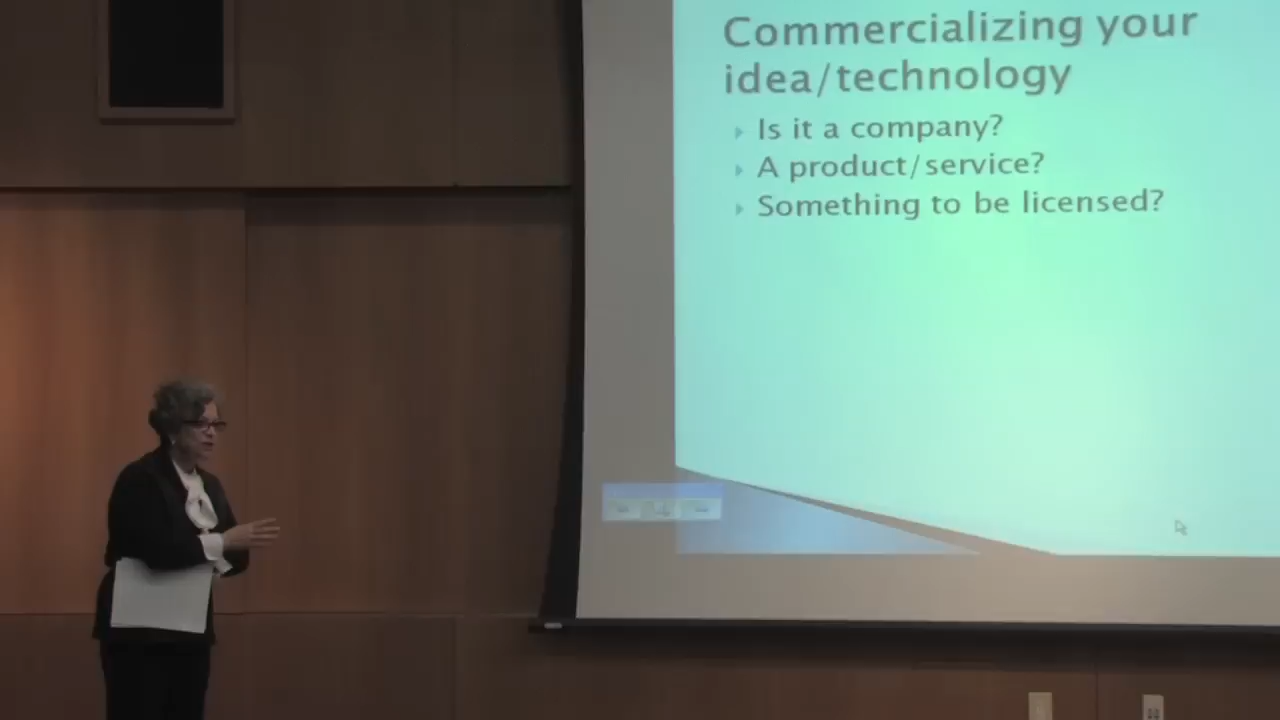 Commercializing your
idea/technology
Is it a company?
A product/service?
Something to be licensed?